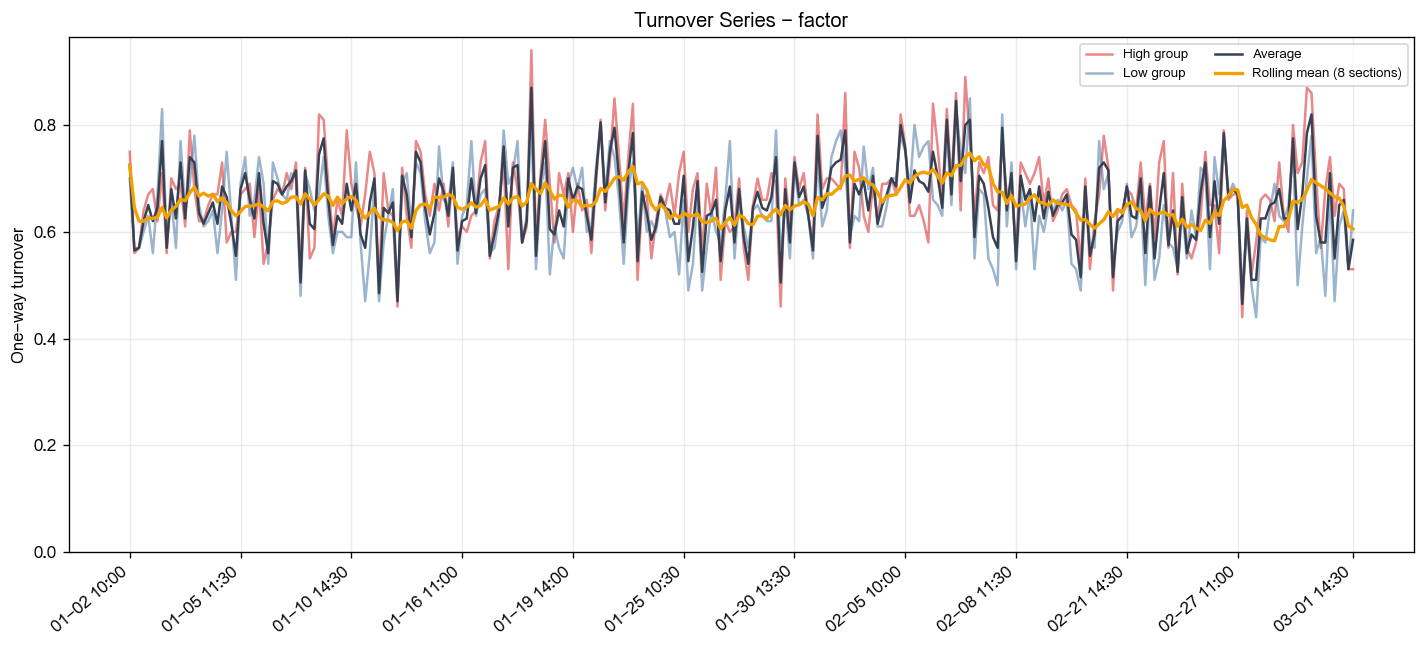 Turnover Series − factor
High group
Low group
Average
Rolling mean (8 sections)
One−way turnover
0.8
0.6
0.4
0.2
0.0
01−02 10:00
01−05 11:30
01−10 14:30
01−16 11:00
01−19 14:00
01−25 10:30
01−30 13:30
02−05 10:00
02−08 11:30
02−21 14:30
02−27 11:00
03−01 14:30